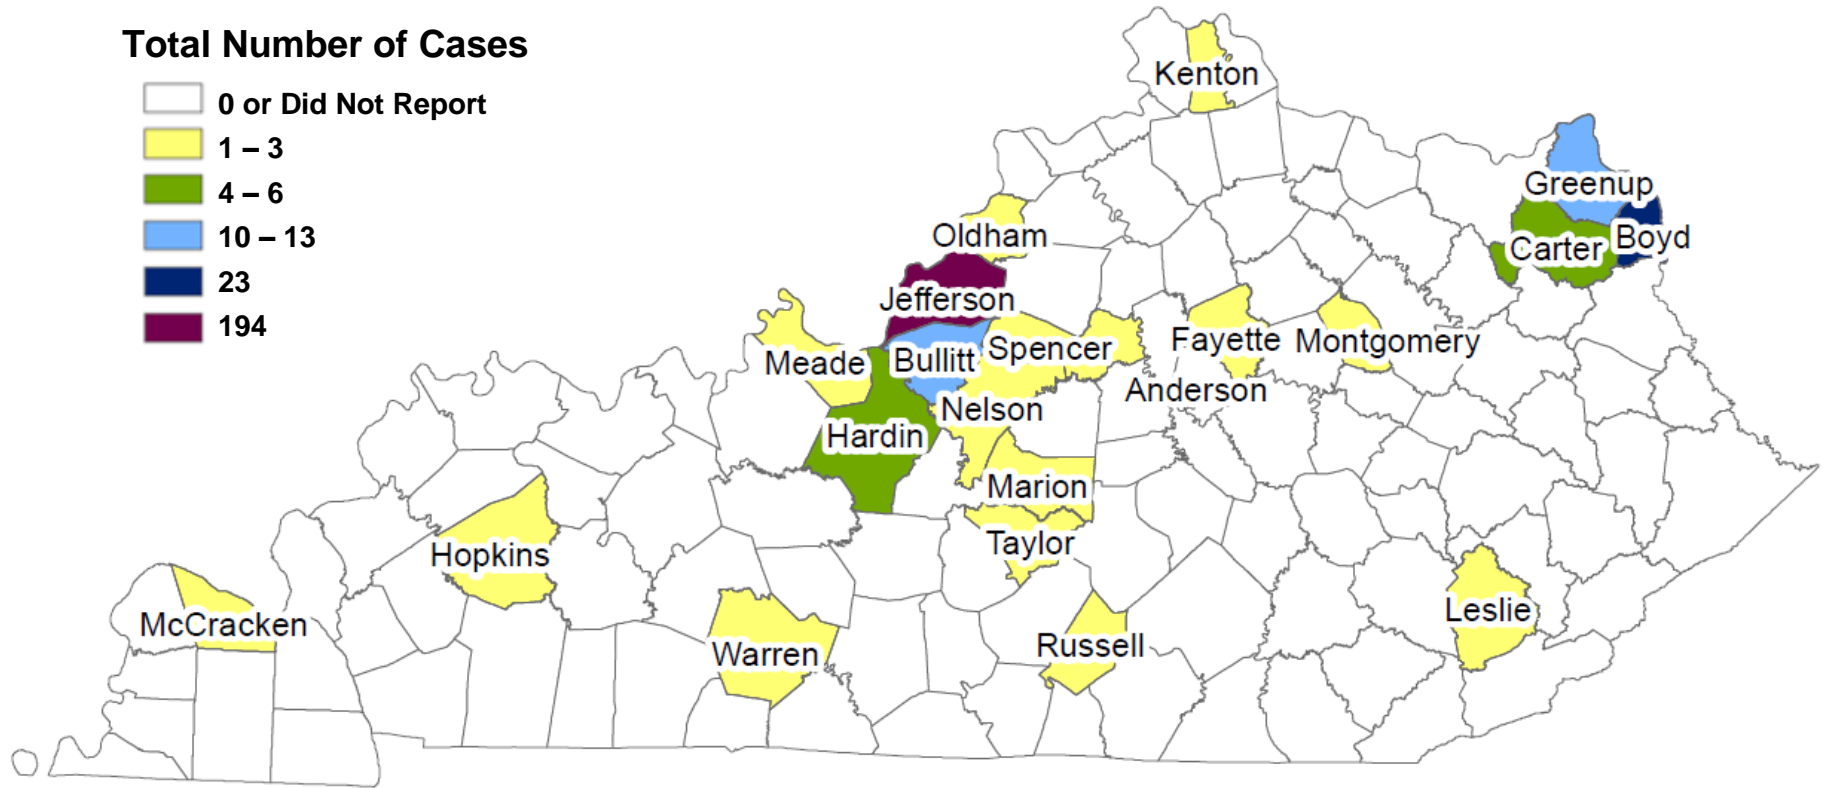 Total Number of Cases
0 or Did Not Report
1 – 3
4 – 6
10 – 13
23
194
Kenton
Greenup
Oldham
Carter
Boyd
Jefferson
Meade
Bullitt
Spencer
Fayette
Montgomery
Anderson
Nelson
Hardin
Marion
Taylor
Hopkins
McCracken
Leslie
Warren
Russell